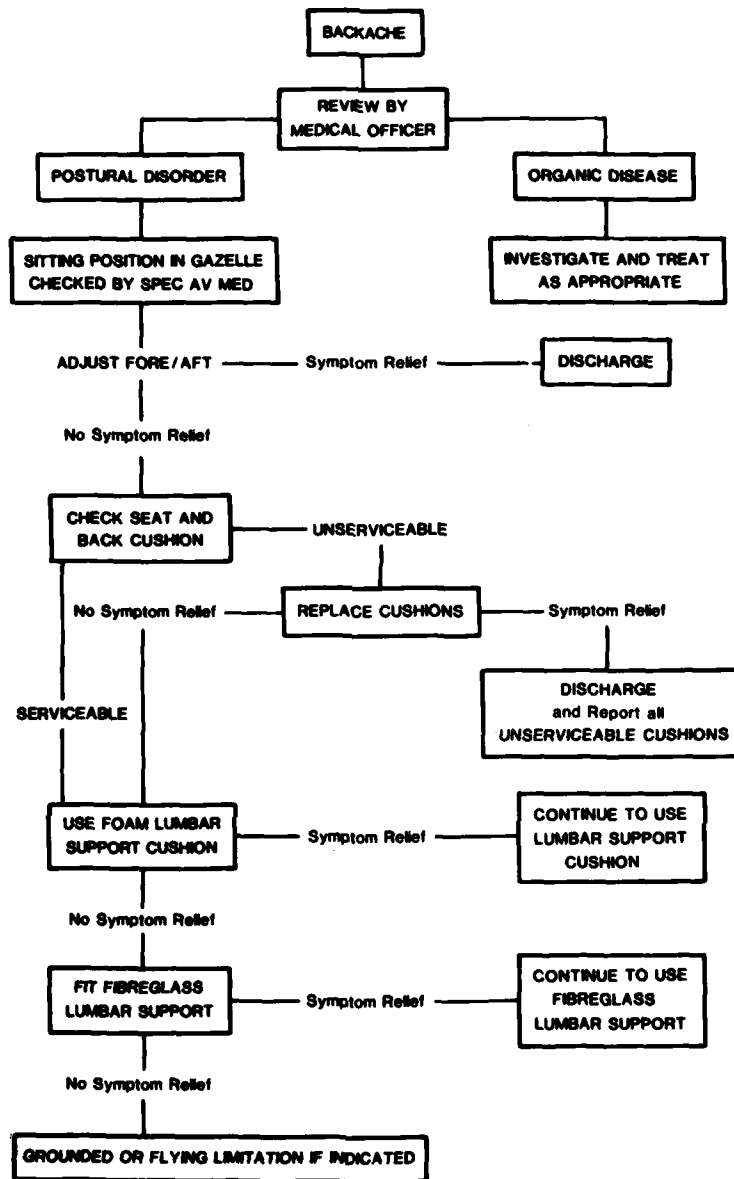 BACKACHE
REVIEW BY
MEDICAL OFFICER
POSTURAL DISORDER
ORGANIC DISEASE
SITTING POSITION IN GAZELLE
CHECKED BY SPEC AV MED
INVESTIGATE AND TREAT
AS APPROPRIATE
ADJUST FORE/AFT
Symptom Relief
DISCHARGE
No Symptom Relief
CHECK SEAT AND
BACK CUSHION
UNSERVICEABLE
No Symptom Relief
REPLACE CUSHIONS
Symptom Relief
DISCHARGE
and Report all
UNSERVICEABLE CUSHIONS
SERVICEABLE
USE FOAM LUMBAR
SUPPORT CUSHION
Symptom Relief
CONTINUE TO USE
LUMBAR SUPPORT
CUSHION
No Symptom Relief
FIT FIBREGLASS
LUMBAR SUPPORT
Symptom Relief
CONTINUE TO USE
FIBREGLASS
LUMBAR SUPPORT
No Symptom Relief
GROUNDED OR FLYING LIMITATION IF INDICATED